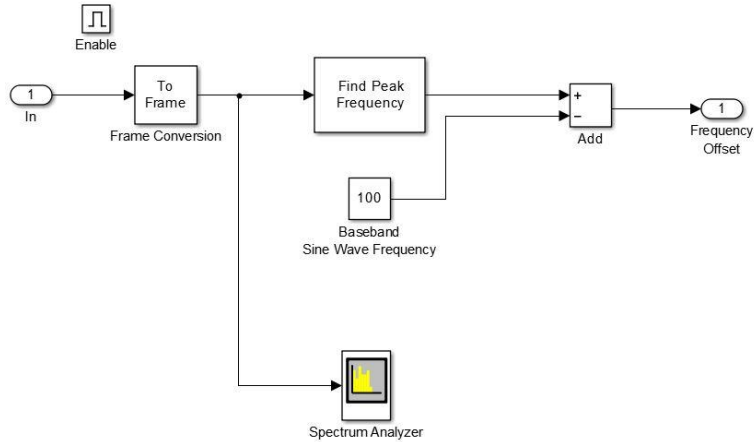 Enable
1
In
To
Frame
Frame Conversion
Find Peak
Frequency
+
−
Add
1
Frequency
Offset
100
Baseband
Sine Wave Frequency
Spectrum Analyzer